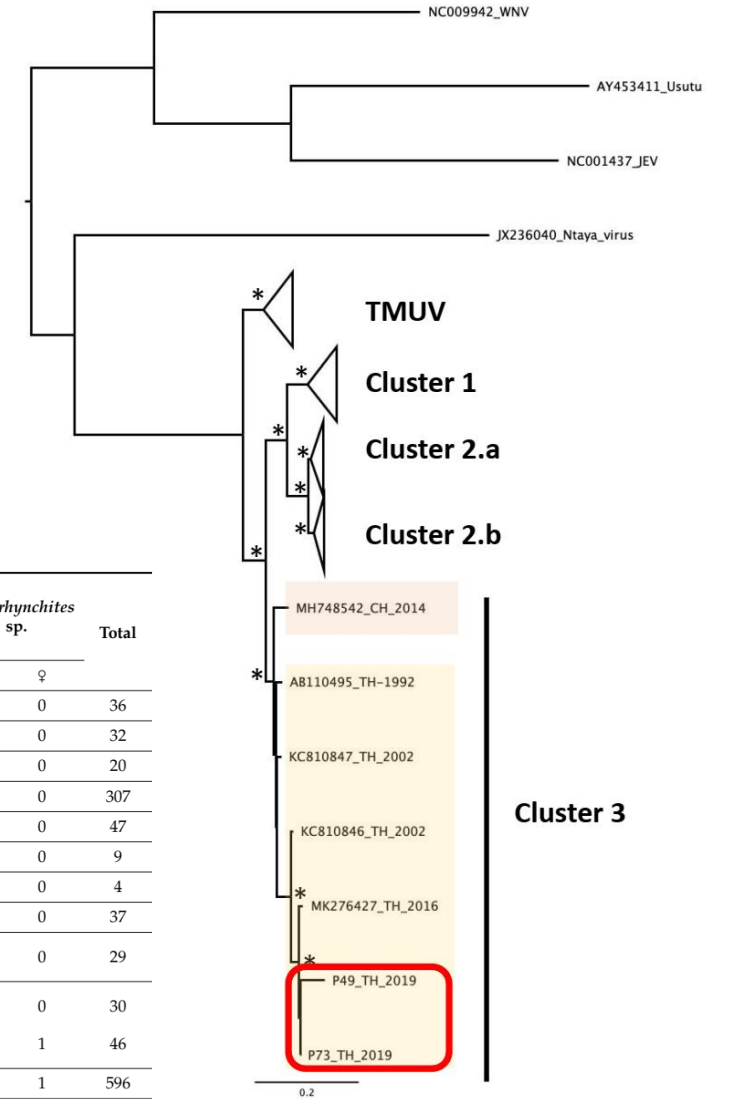 NC009942_WNV
AY453411_Usutu
NC001437_JEV
JX236040_Ntaya_virus
*
TMUV
*
Cluster 1
*
*
Cluster 2.a
*
*
Cluster 2.b
*
rhynchites
sp.
Total
♀
0 36
0 32
0 20
0 307
0 47
0 9
0 4
0 37
0 29
0 30
1 46
1 596
MH748542_CH_2014
*
AB110495_TH-1992
KC810847_TH_2002
Cluster 3
KC810846_TH_2002
*
MK276427_TH_2016
*
P49_TH_2019
P73_TH_2019
0.2